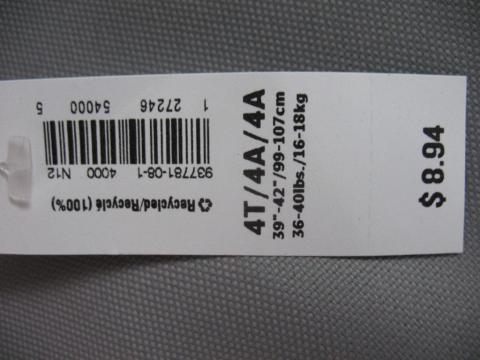 1 27246 54000 5
937781-08-1 4000 N12
Recycled/Recyclé (100%)
4T/4A/4A
39"-42"/99-107cm
36-40lbs./16-18kg
$ 8.94